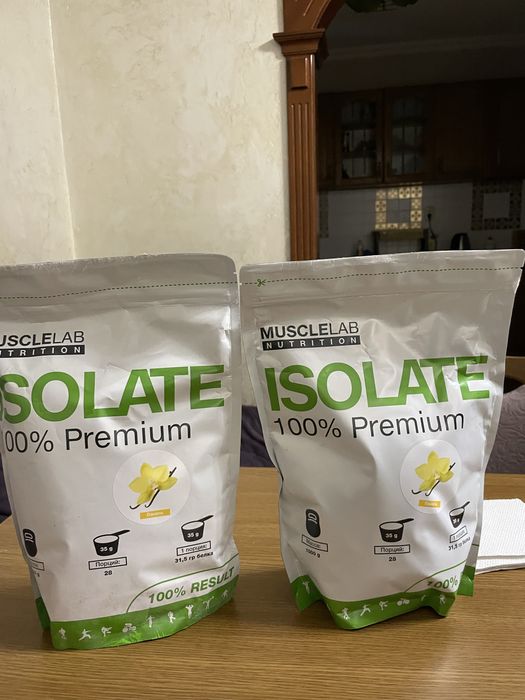 MUSCLELAB
NUTRITION
ISOLATE
100% Premium
35 g
35 g
Порций:
28
1 порция:
31,5 гр белка
100% RESULT
MUSCLELAB
NUTRITION
ISOLATE
100% Premium
1000 g
35 g
Порций:
28
31,5 гр белка
100%